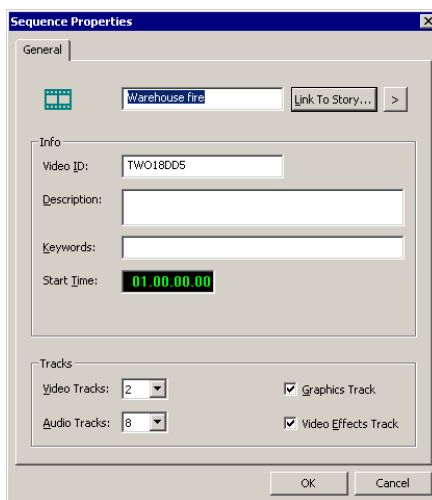 Sequence Properties
General
Warehouse fire
Link To Story...
>
Info
Video ID:
TWO18DD5
Description:
Keywords:
Start Time:
01.00.00.00
Tracks
Video Tracks:
2
Graphics Track
Audio Tracks:
8
Video Effects Track
OK
Cancel